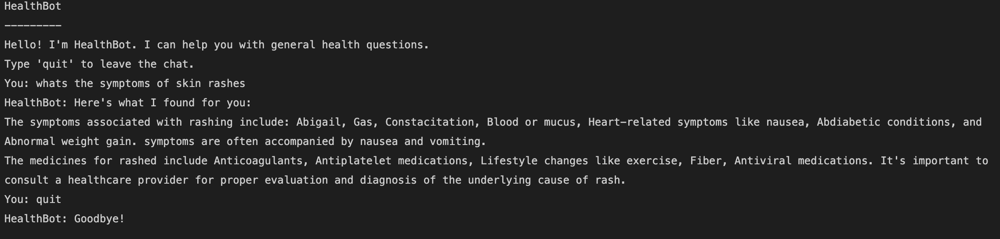 HealthBot
---------
Hello! I'm HealthBot. I can help you with general health questions.
Type 'quit' to leave the chat.
You: whats the symptoms of skin rashes
HealthBot: Here's what I found for you:
The symptoms associated with rashing include: Abigail, Gas, Constacitation, Blood or mucus, Heart-related symptoms like nausea, Abdiabetic conditions, and
Abnormal weight gain. symptoms are often accompanied by nausea and vomiting.
The medicines for rashed include Anticoagulants, Antiplatelet medications, Lifestyle changes like exercise, Fiber, Antiviral medications. It's important to
consult a healthcare provider for proper evaluation and diagnosis of the underlying cause of rash.
You: quit
HealthBot: Goodbye!